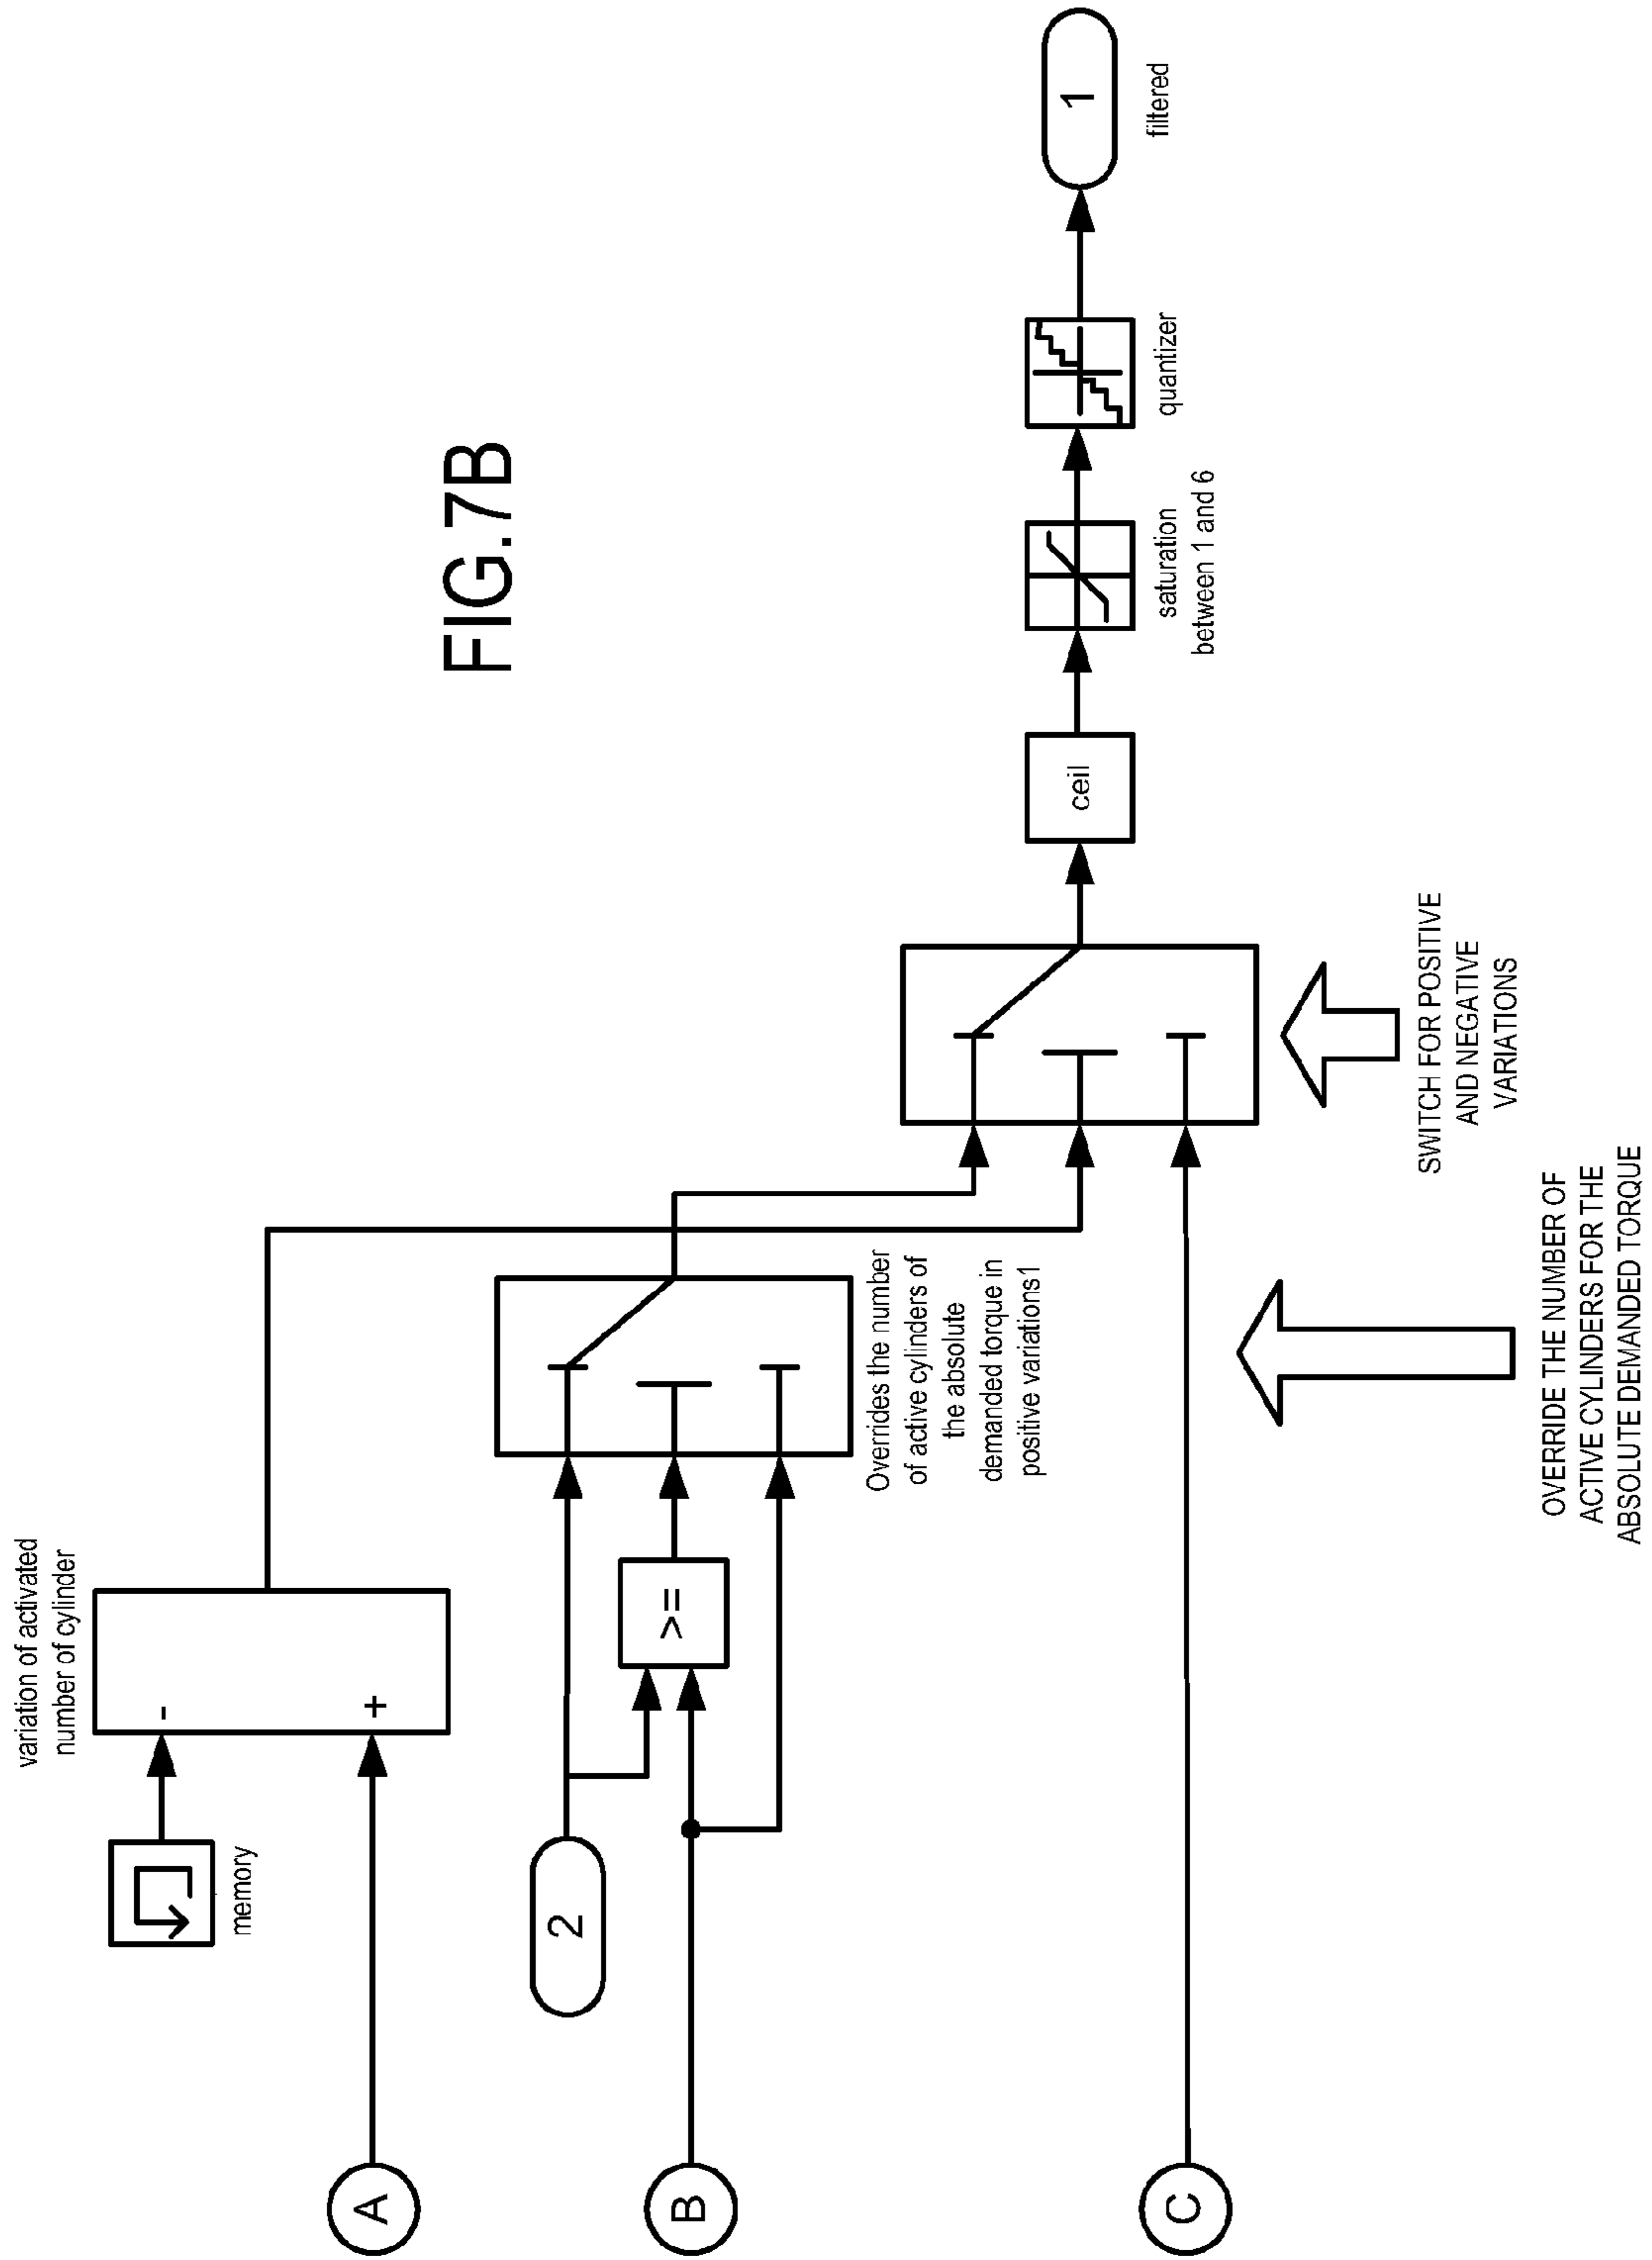 FIG.7B
variation of activated
number of cylinder
-
+
memory
A
2
>=
B
Overrides the number
of active cylinders of
the absolute
demanded torque in
positive variations1
C
ceil
saturation
between 1 and 6
quantizer
1
filtered
SWITCH FOR POSITIVE
AND NEGATIVE
VARIATIONS
OVERRIDE THE NUMBER OF
ACTIVE CYLINDERS FOR THE
ABSOLUTE DEMANDED TORQUE